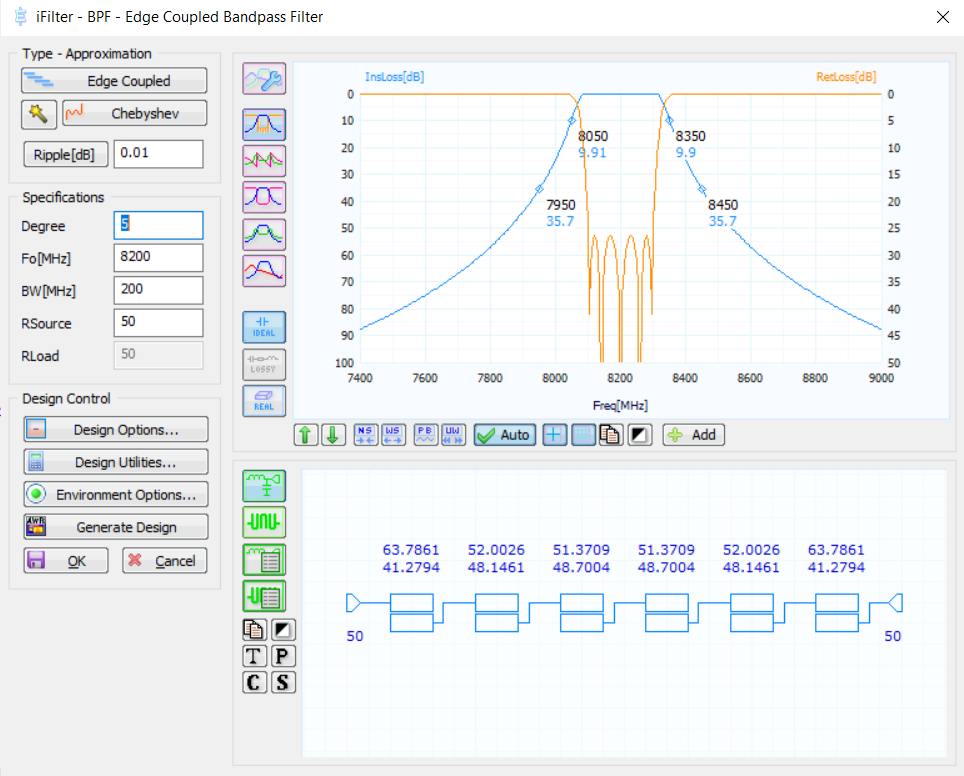 iFilter - BPF - Edge Coupled Bandpass Filter
Type - Approximation
Edge Coupled
Chebyshev
Ripple[dB] 0.01
Specifications
Degree 5
Fo[MHz] 8200
BW[MHz] 200
RSource 50
RLoad 50
Design Control
Design Options...
Design Utilities...
Environment Options...
AWR Generate Design
OK Cancel
IDEAL
LOSSY
REAL
InsLoss[dB] RetLoss[dB]
0 0
10 5
20 10
30 15
40 20
50 25
60 30
70 35
80 40
90 45
100 50
8050
9.91
8350
9.9
7950
35.7
8450
35.7
7400 7600 7800 8000 8200 8400 8600 8800 9000
Freq[MHz]
NS WS PB UW Auto Add
T P
C S
63.7861 52.0026 51.3709 51.3709 52.0026 63.7861
41.2794 48.1461 48.7004 48.7004 48.1461 41.2794
50 50